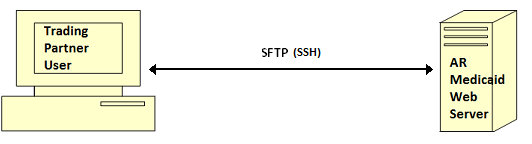 Trading
Partner
User
SFTP (SSH)
AR
Medicaid
Web
Server